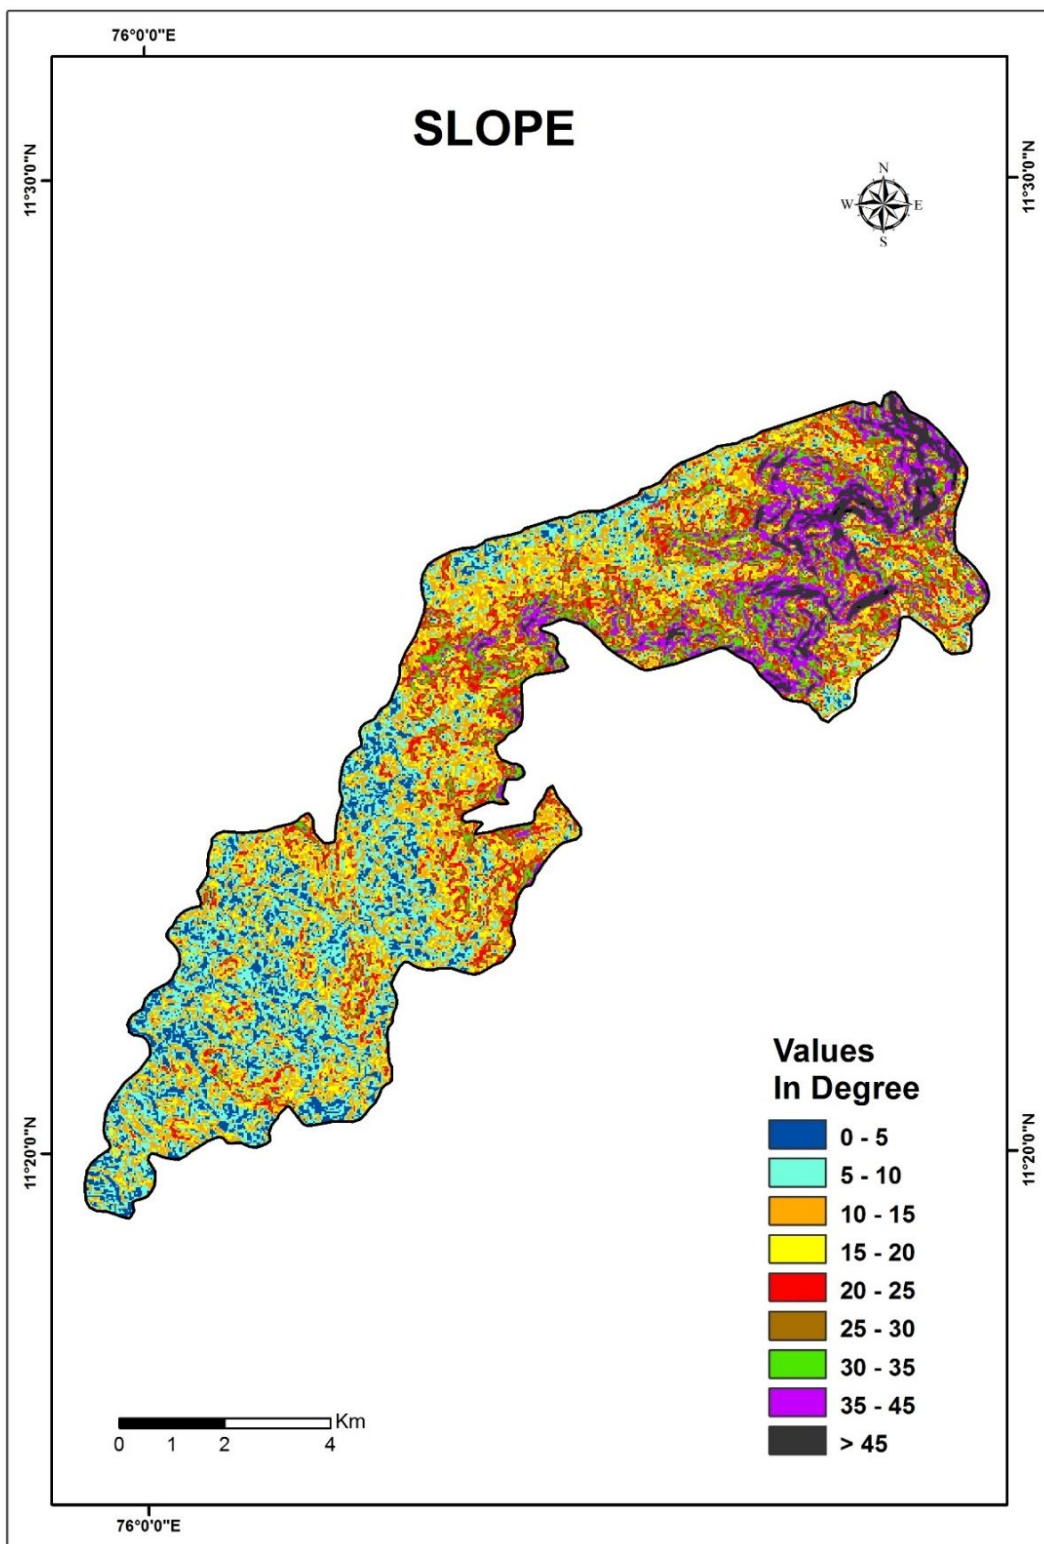 76°0'0"E
SLOPE
11°30'0"N
11°30'0"N
N
W
E
S
Values
In Degree
0 - 5
5 - 10
10 - 15
15 - 20
20 - 25
25 - 30
30 - 35
35 - 45
> 45
11°20'0"N
11°20'0"N
Km
0 1 2 4
76°0'0"E